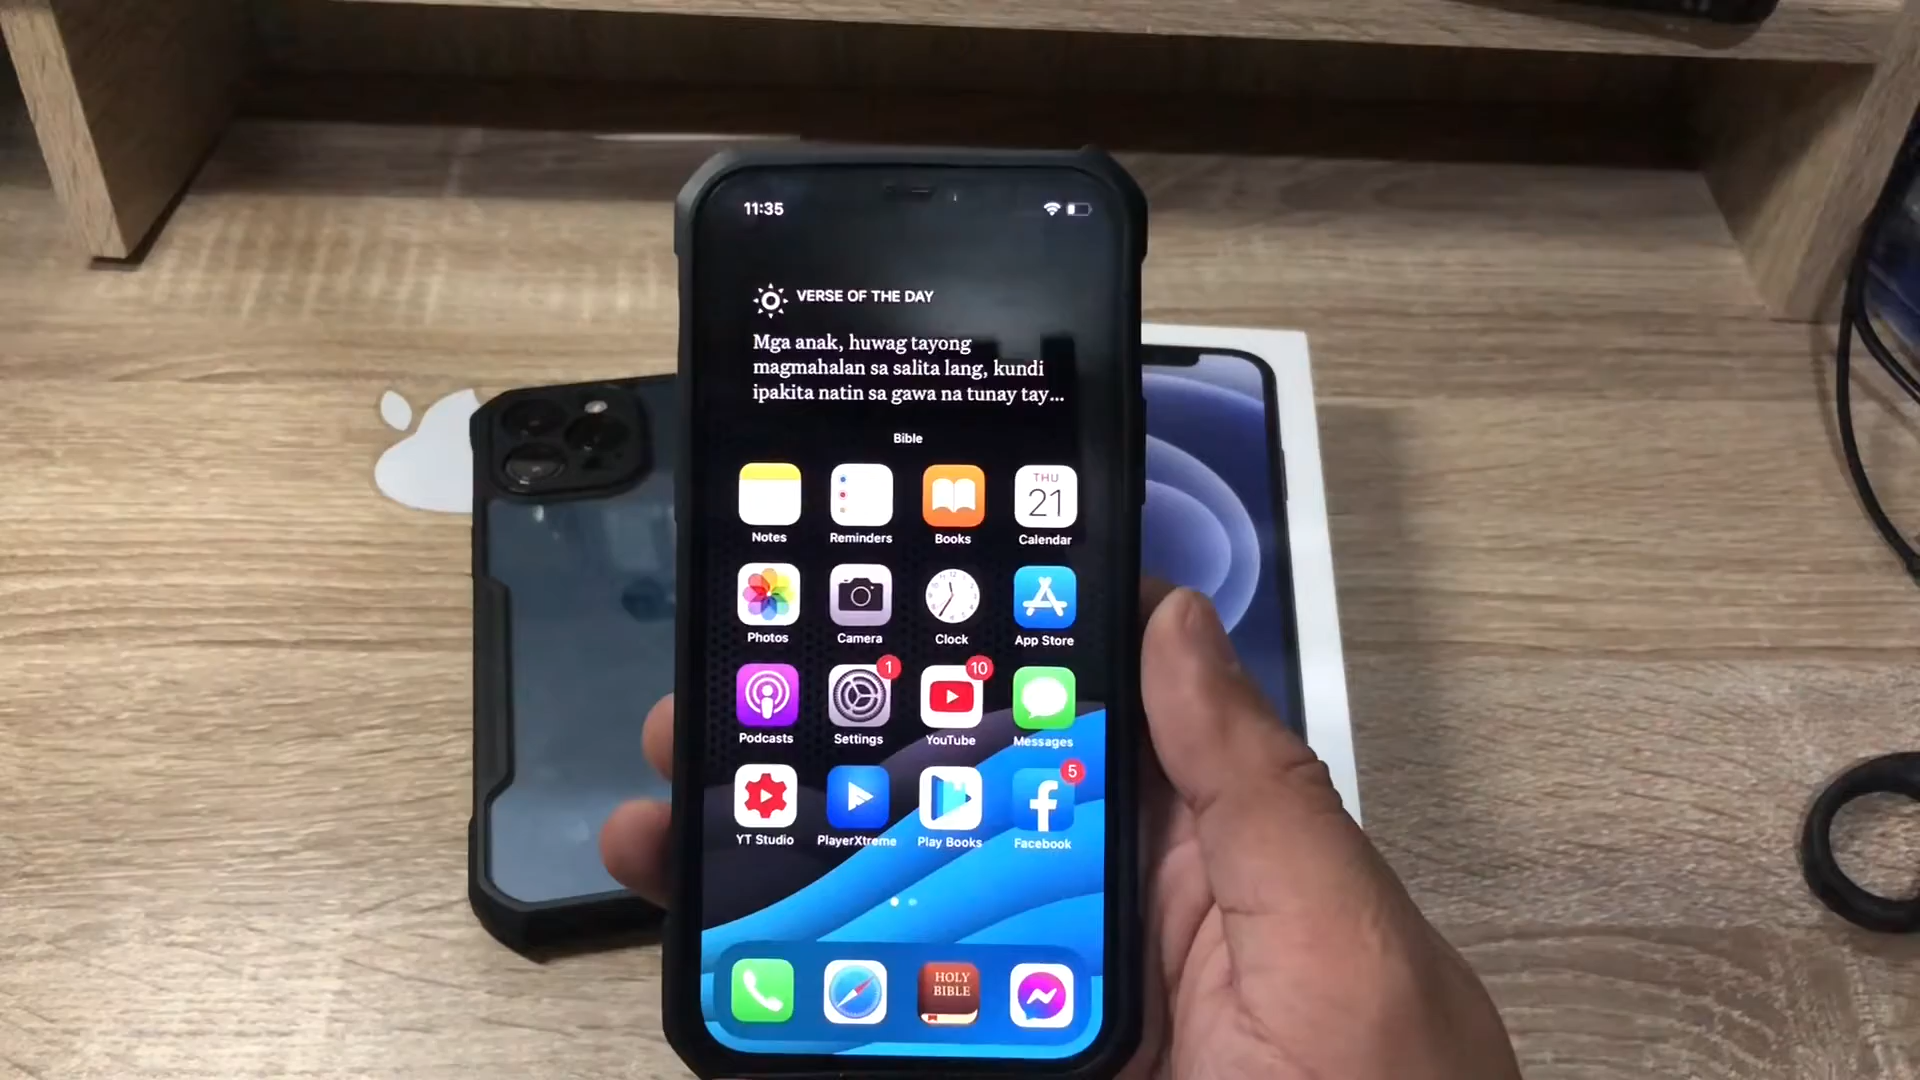 11:35
VERSE OF THE DAY
Mga anak, huwag tayong
magmahalan sa salita lang, kundi
ipakita natin sa gawa na tunay tay...
Bible
THU
21
Notes
Reminders
Books
Calendar
Photos
Camera
Clock
App Store
1
10
Podcasts
Settings
YouTube
Messages
5
YT Studio
PlayerXtreme
Play Books
Facebook
HOLY
BIBLE